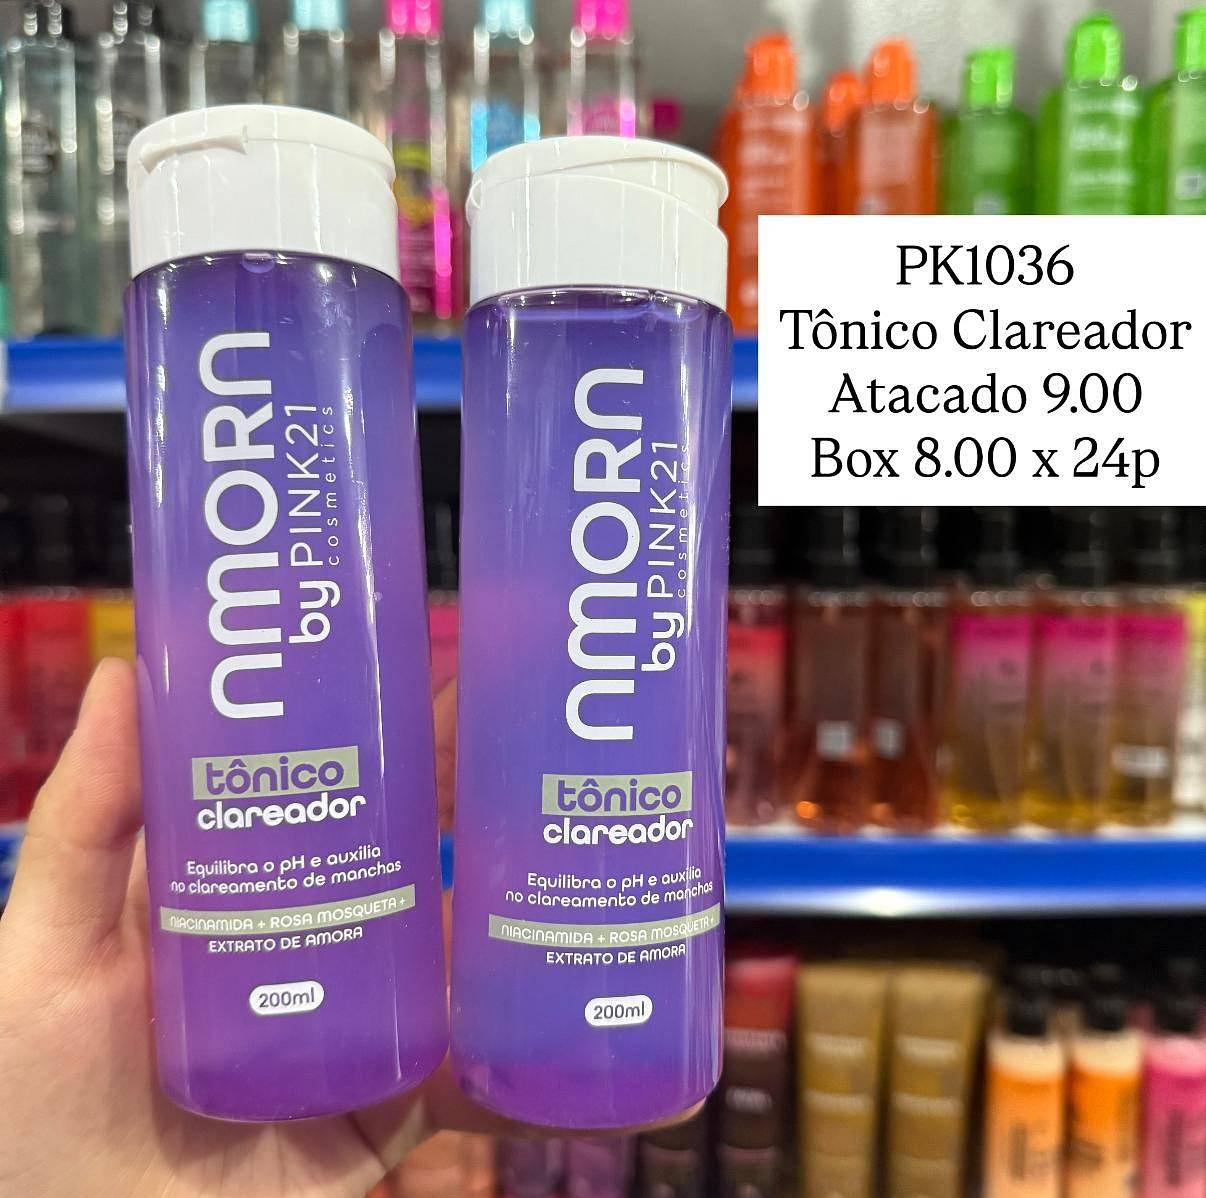 PK1036
Tônico Clareador
Atacado 9.00
Box 8.00 x 24p
nmorn
by PINK21
cosmetics
tônico
clareador
Equilibra o pH e auxilia
no clareamento de manchas
NIACINAMIDA + ROSA MOSQUETA +
EXTRATO DE AMORA
200ml
nmorn
by PINK21
cosmetics
tônico
clareador
Equilibra o pH e auxilia
no clareamento de manchas
NIACINAMIDA + ROSA MOSQUETA +
EXTRATO DE AMORA
200ml